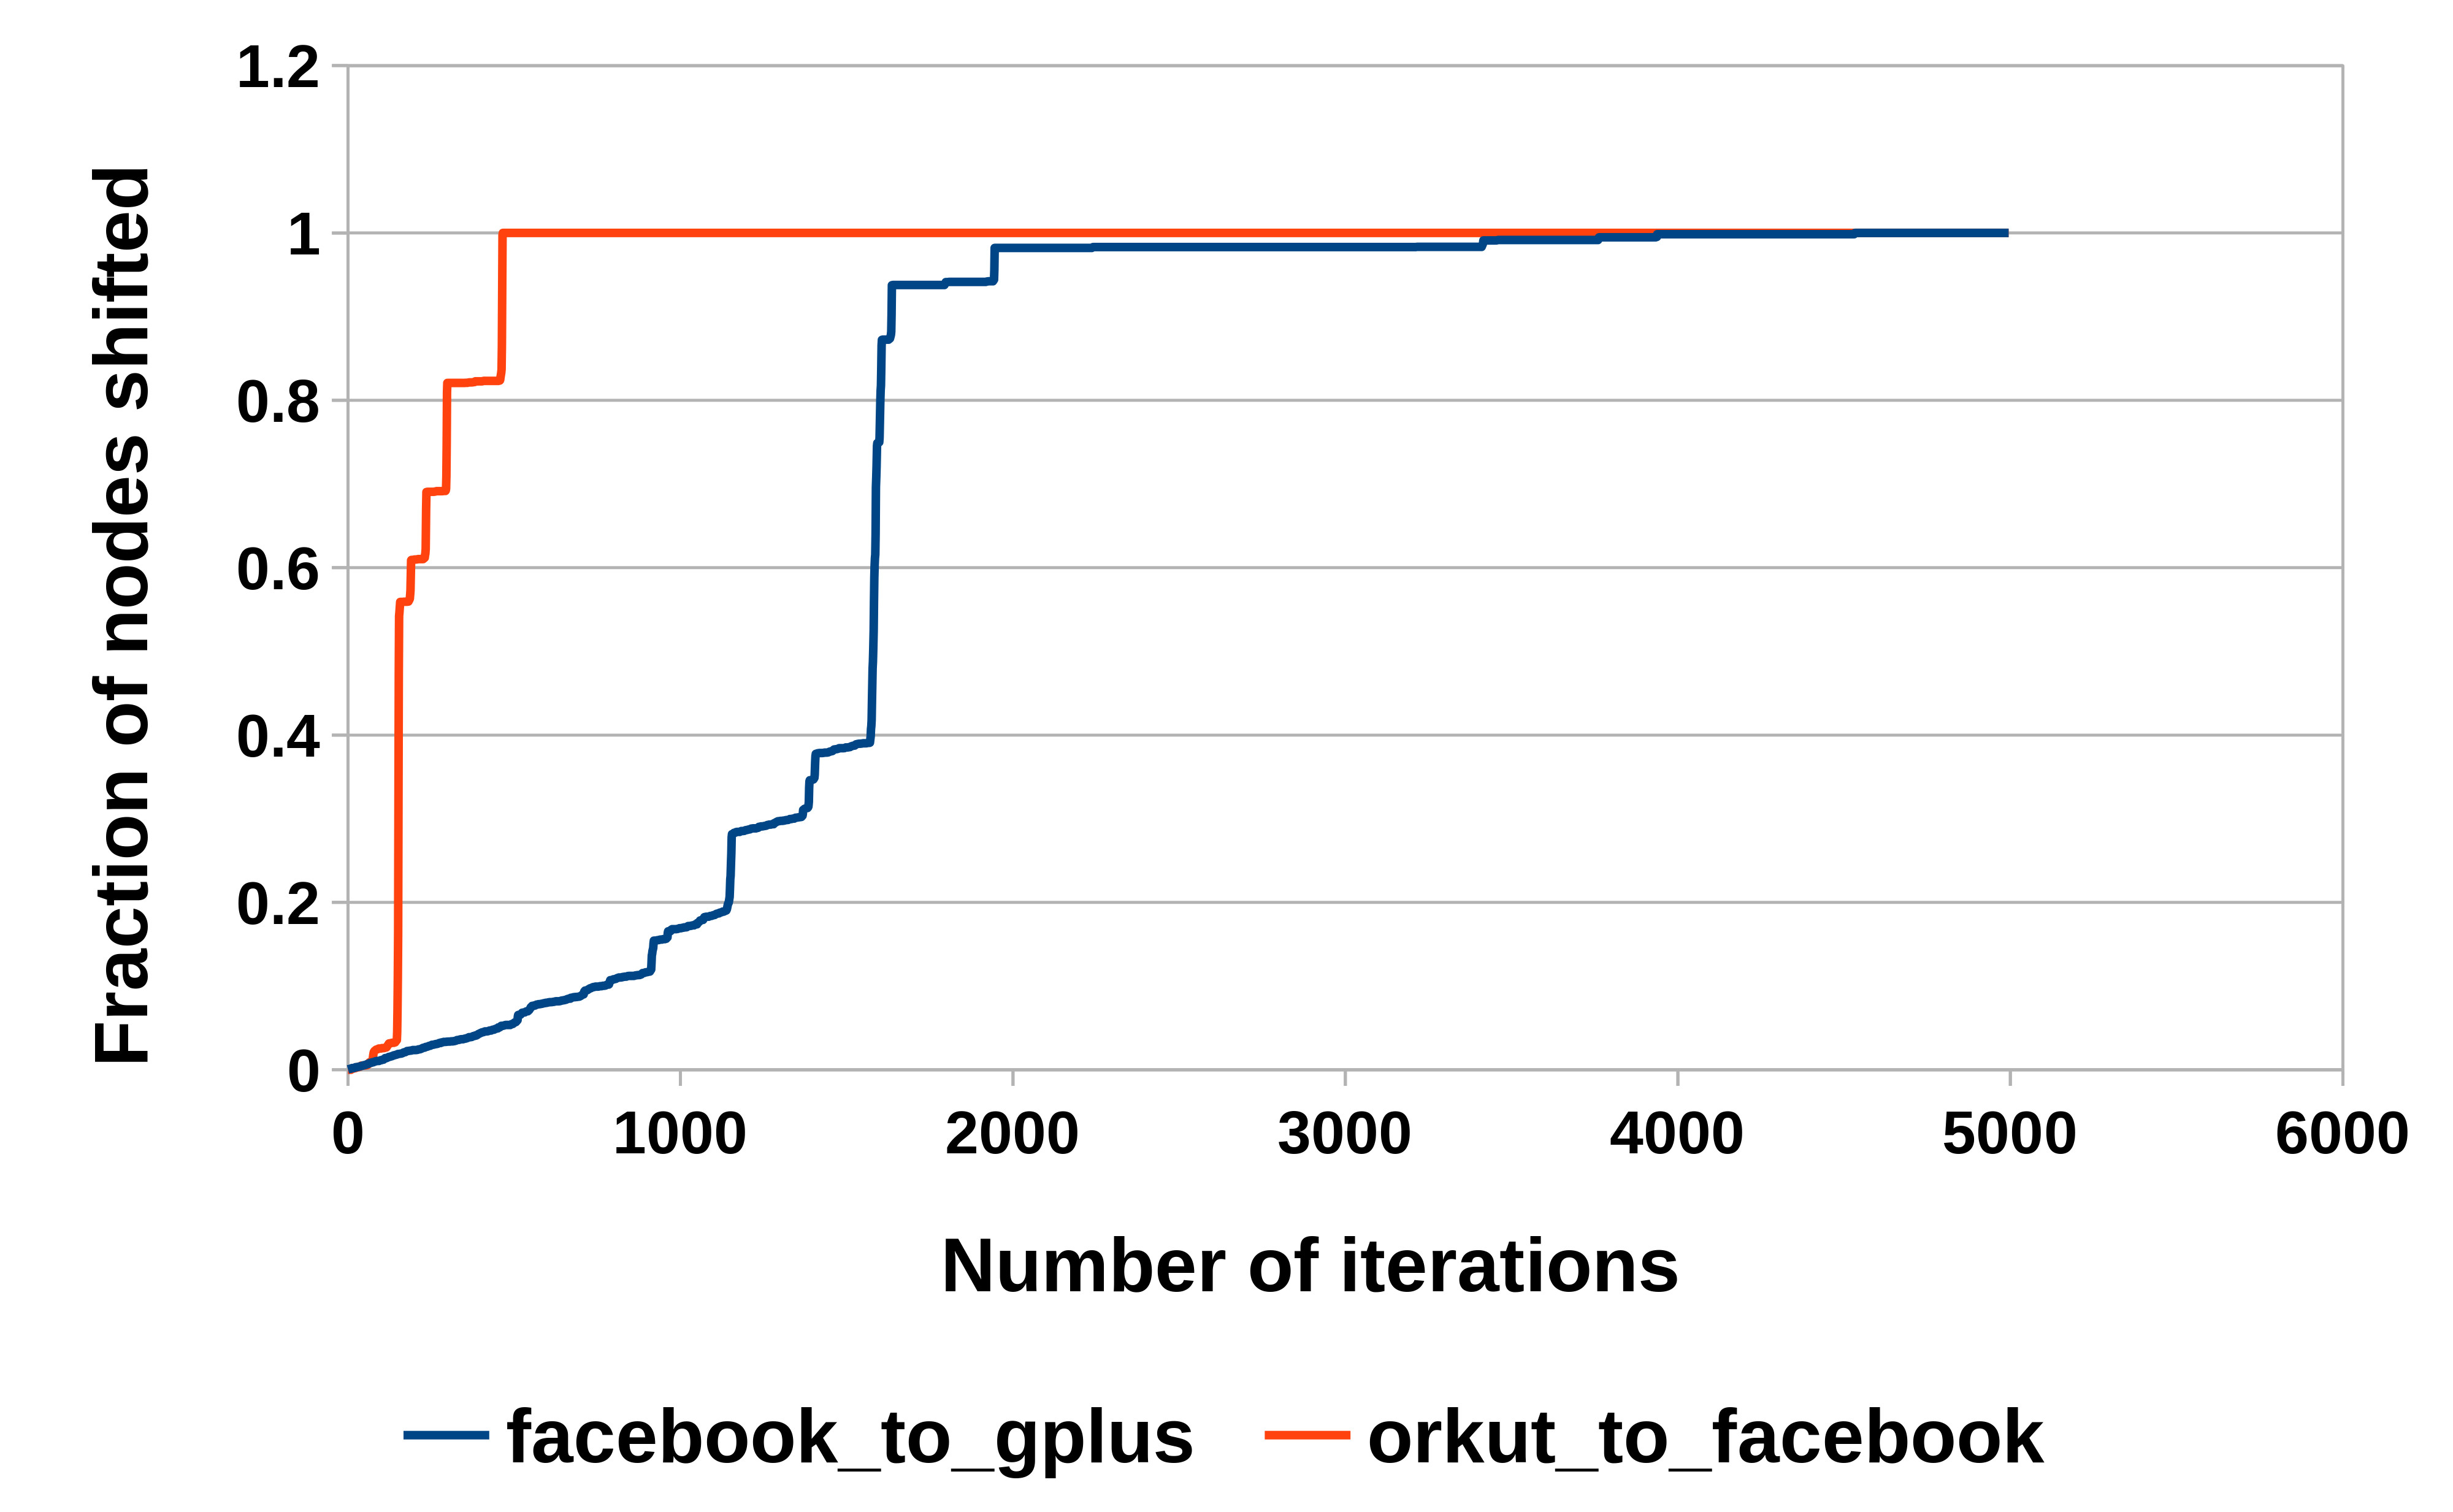 Fraction of nodes shifted
1.2
1
0.8
0.6
0.4
0.2
0
0 1000 2000 3000 4000 5000 6000
Number of iterations
facebook_to_gplus orkut_to_facebook